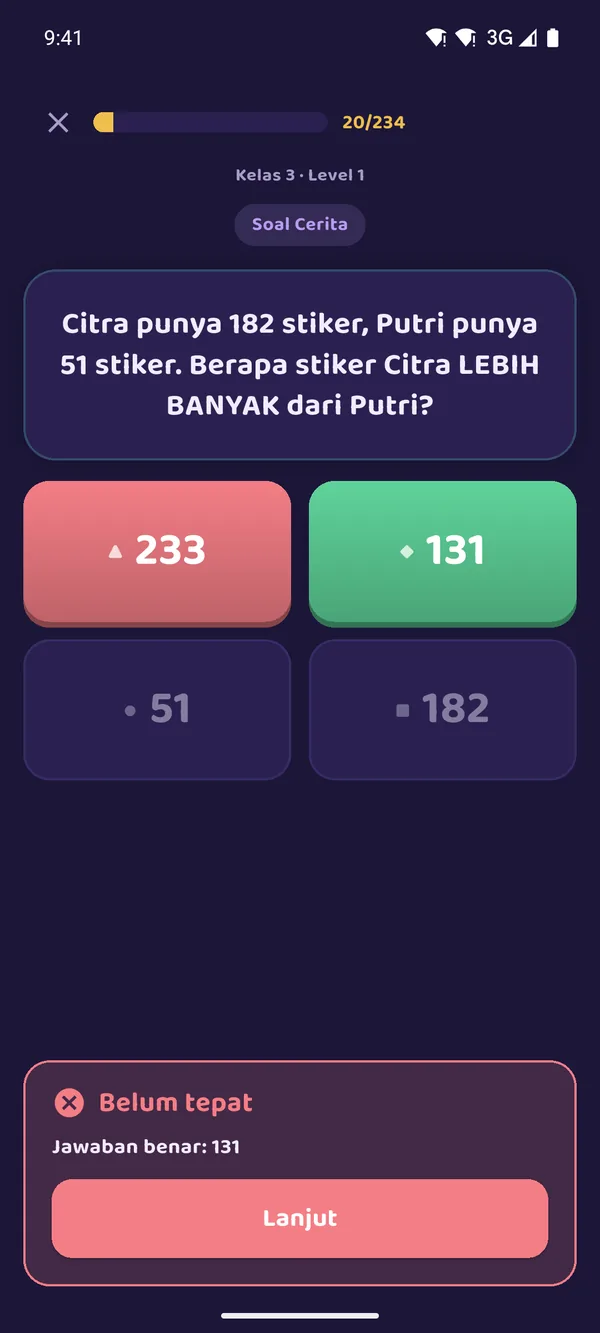 9:41
3G
20/234
Kelas 3 · Level 1
Soal Cerita
Citra punya 182 stiker, Putri punya
51 stiker. Berapa stiker Citra LEBIH
BANYAK dari Putri?
233
131
51
182
Belum tepat
Jawaban benar: 131
Lanjut